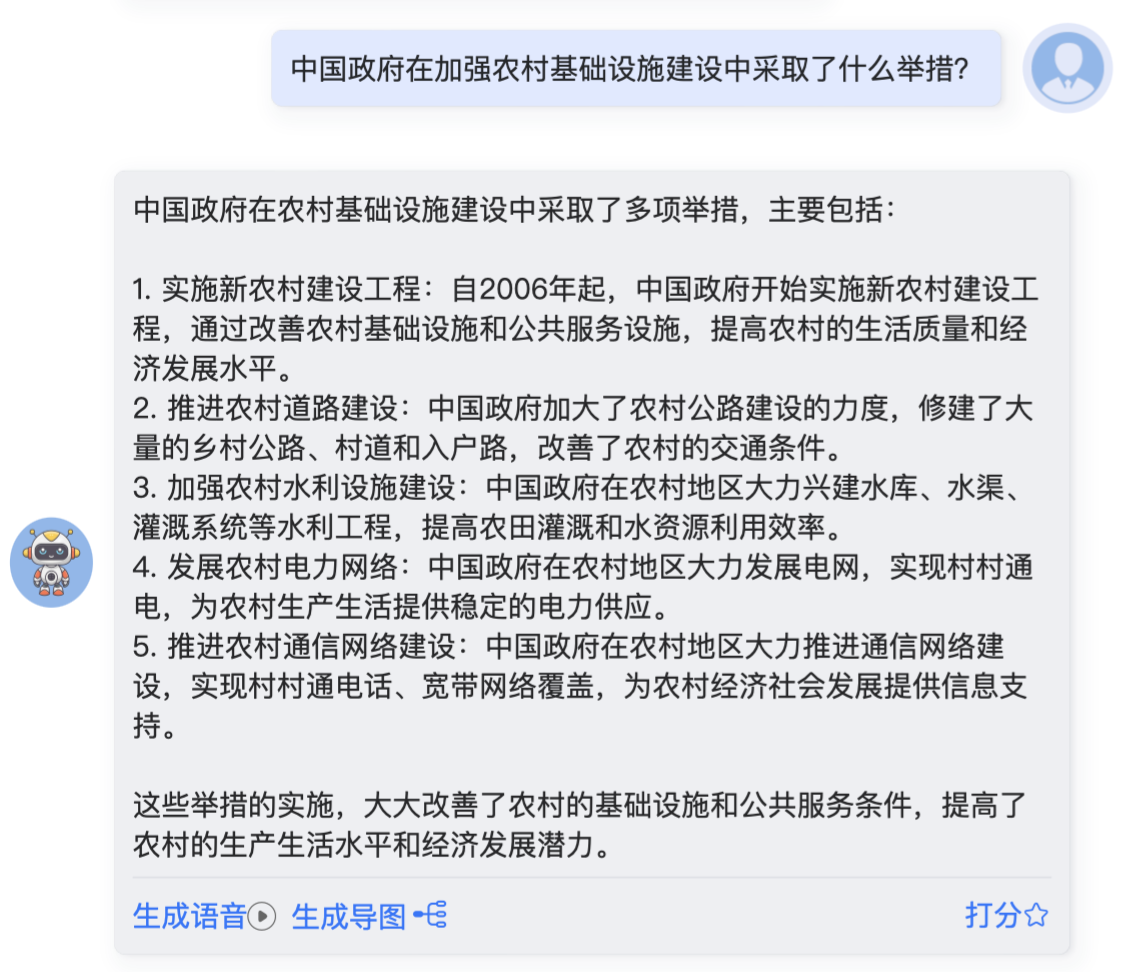 中国政府在加强农村基础设施建设中采取了什么举措?
中国政府在农村基础设施建设中采取了多项举措，主要包括：
1. 实施新农村建设工程：自2006年起，中国政府开始实施新农村建设工
程，通过改善农村基础设施和公共服务设施，提高农村的生活质量和经
济发展水平。
2. 推进农村道路建设：中国政府加大了农村公路建设的力度，修建了大
量的乡村公路、村道和入户路，改善了农村的交通条件。
3. 加强农村水利设施建设：中国政府在农村地区大力兴建水库、水渠、
灌溉系统等水利工程，提高农田灌溉和水资源利用效率。
4. 发展农村电力网络：中国政府在农村地区大力发展电网，实现村村通
电，为农村生产生活提供稳定的电力供应。
5. 推进农村通信网络建设：中国政府在农村地区大力推进通信网络建
设，实现村村通电话、宽带网络覆盖，为农村经济社会发展提供信息支
持。
这些举措的实施，大大改善了农村的基础设施和公共服务条件，提高了
农村的生产生活水平和经济发展潜力。
生成语音 生成导图 打分